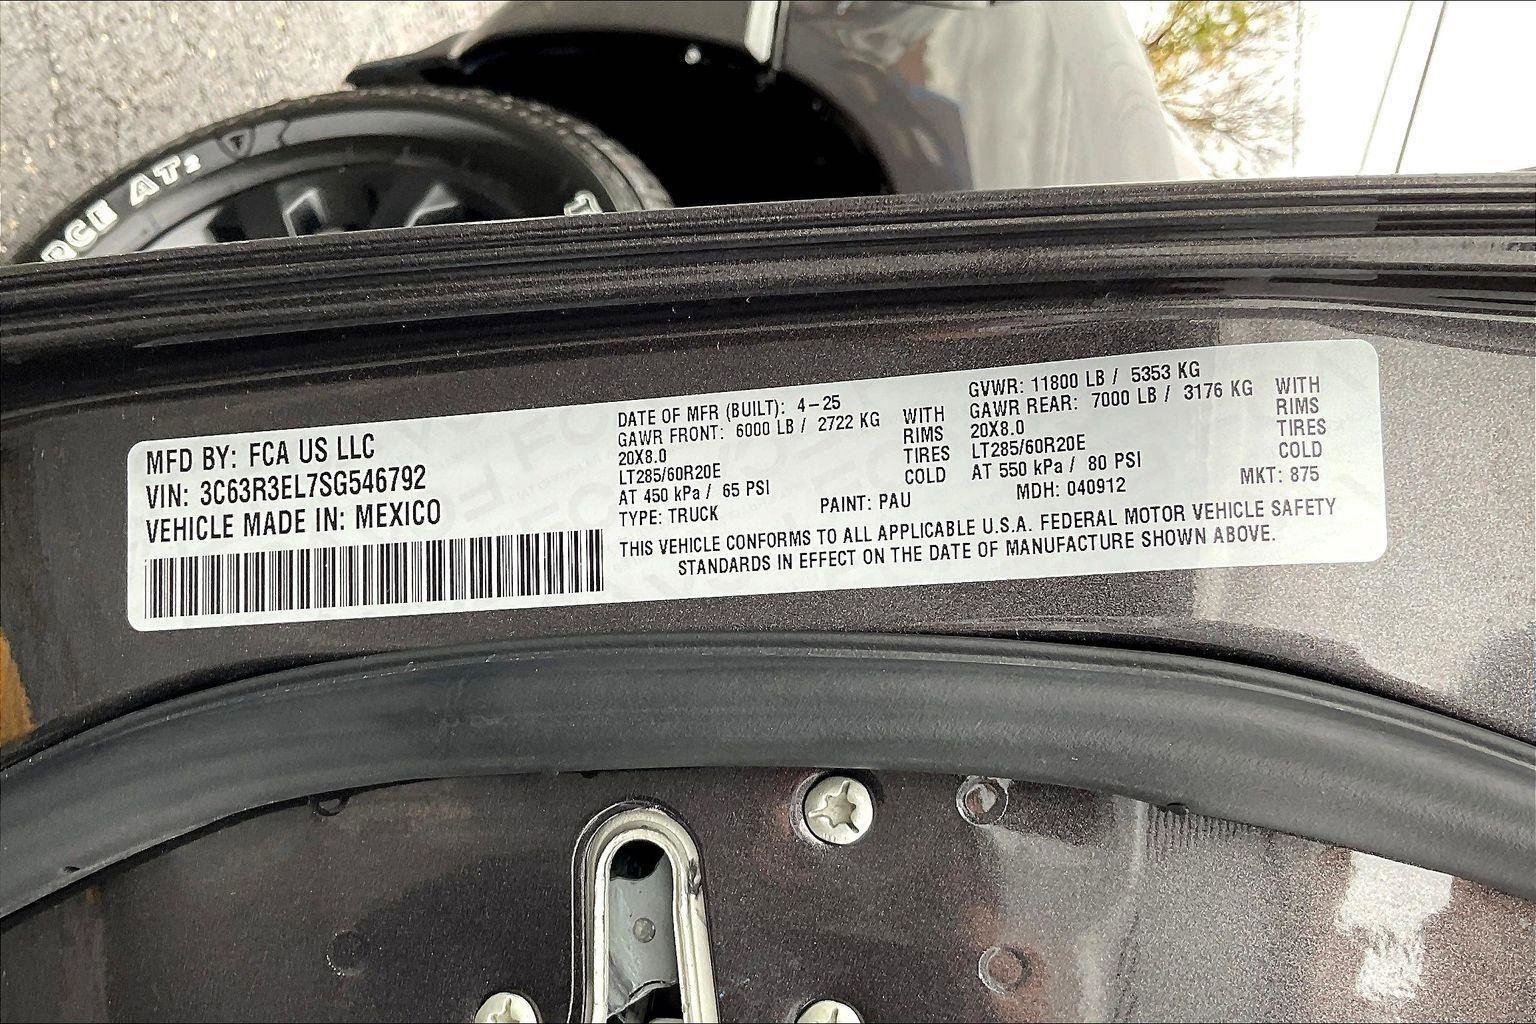 RGE AT2
MFD BY: FCA US LLC
VIN: 3C63R3EL7SG546792
VEHICLE MADE IN: MEXICO
DATE OF MFR (BUILT): 4-25
GAWR FRONT: 6000 LB / 2722 KG WITH
20X8.0 RIMS
LT285/60R20E TIRES
AT 450 kPa / 65 PSI COLD
TYPE: TRUCK PAINT: PAU
GVWR: 11800 LB / 5353 KG
GAWR REAR: 7000 LB / 3176 KG WITH
20X8.0 RIMS
LT285/60R20E TIRES
AT 550 kPa / 80 PSI COLD
MDH: 040912 MKT: 875
THIS VEHICLE CONFORMS TO ALL APPLICABLE U.S.A. FEDERAL MOTOR VEHICLE SAFETY
STANDARDS IN EFFECT ON THE DATE OF MANUFACTURE SHOWN ABOVE.